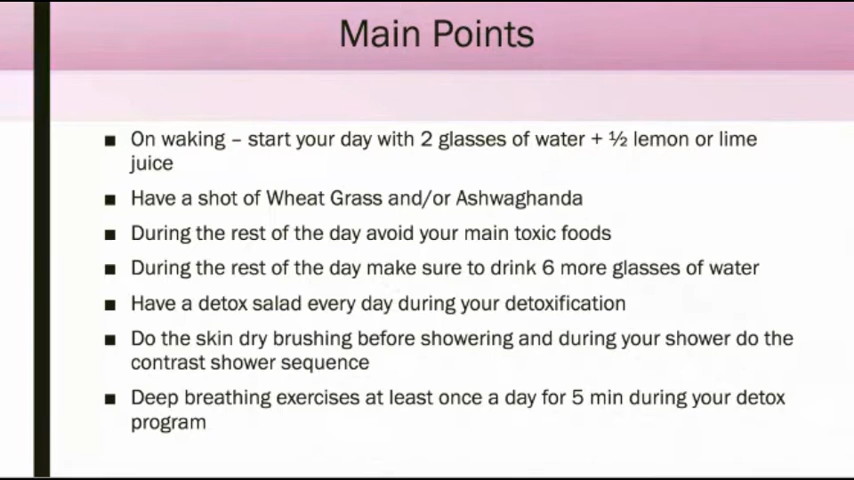 Main Points
■ On waking – start your day with 2 glasses of water + ½ lemon or lime
juice
■ Have a shot of Wheat Grass and/or Ashwaghanda
■ During the rest of the day avoid your main toxic foods
■ During the rest of the day make sure to drink 6 more glasses of water
■ Have a detox salad every day during your detoxification
■ Do the skin dry brushing before showering and during your shower do the
contrast shower sequence
■ Deep breathing exercises at least once a day for 5 min during your detox
program